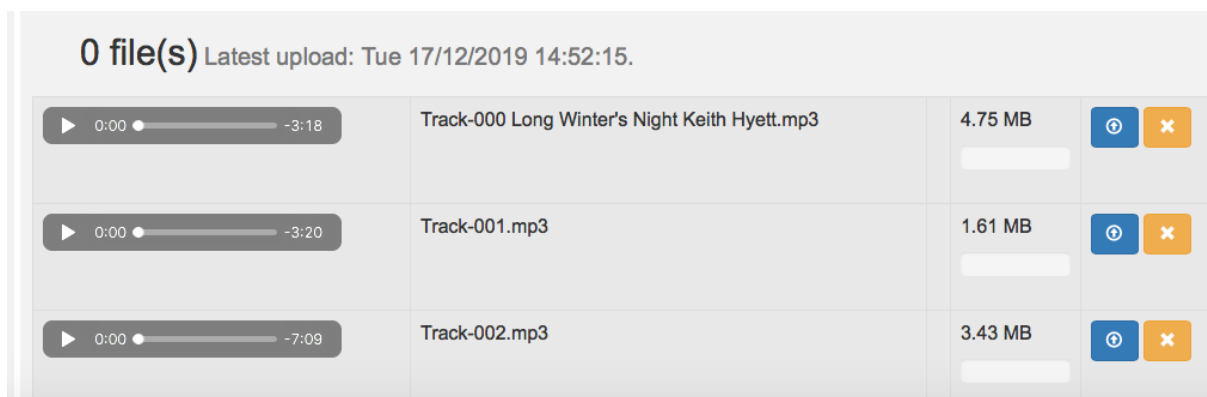 0 file(s) Latest upload: Tue 17/12/2019 14:52:15.
0:00 -3:18 Track-000 Long Winter's Night Keith Hyett.mp3 4.75 MB
0:00 -3:20 Track-001.mp3 1.61 MB
0:00 -7:09 Track-002.mp3 3.43 MB